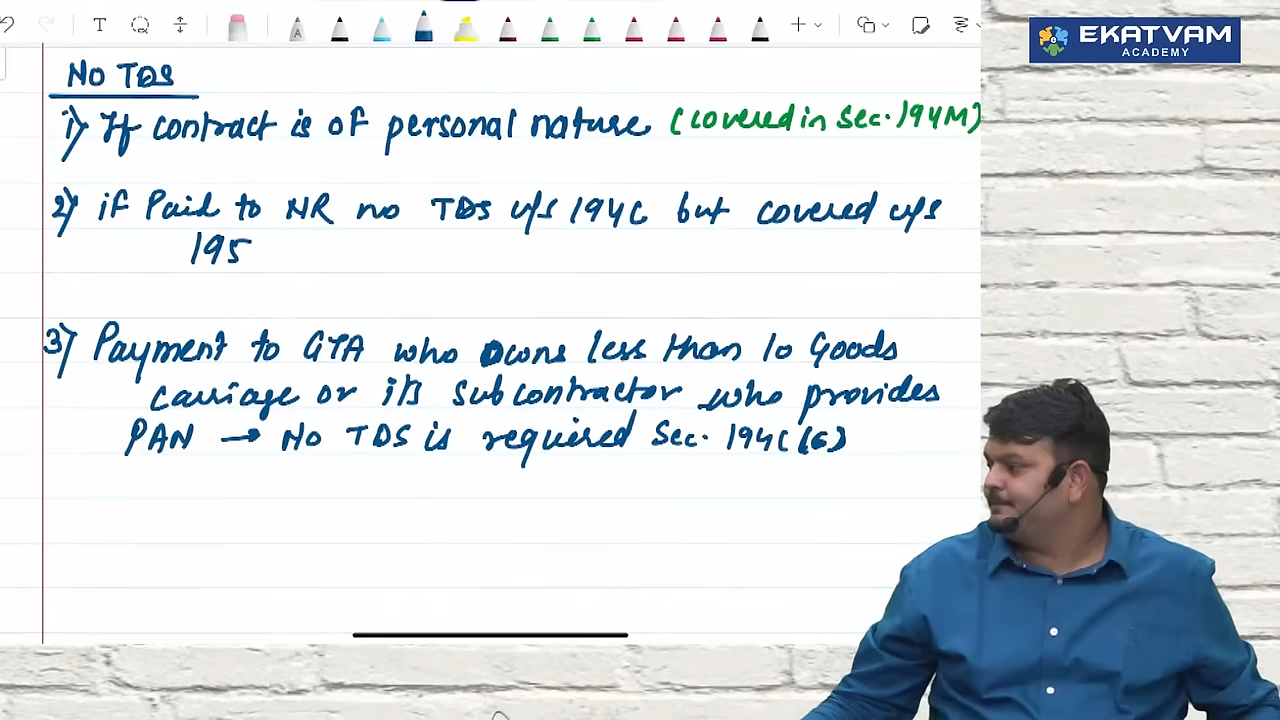 EKATVAM
ACADEMY
No TDS
1) If contract is of personal nature (covered in Sec. 194M)
2) if Paid to NR no TDS u/s 194C but covered u/s
195
3) Payment to GTA who owns less than 10 Goods
carriage or its subcontractor who provides
PAN → No TDS is required Sec. 194C(6)